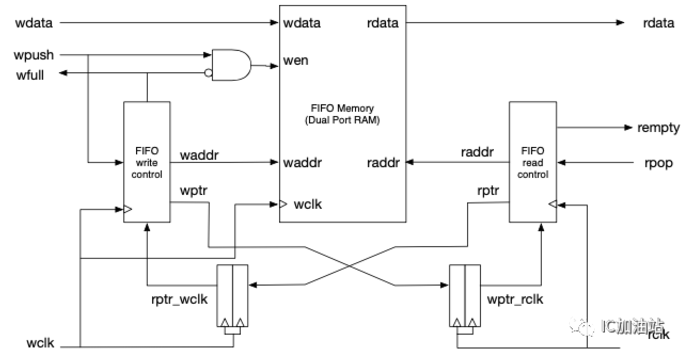 wdata
wdata
rdata
rdata
wpush
wfull
wen
FIFO Memory
(Dual Port RAM)
FIFO
write
control
waddr
waddr
raddr
raddr
FIFO
read
control
rempty
rpop
wptr
wclk
rptr
rptr_wclk
wptr_rclk
wclk
rclk
IC加油站